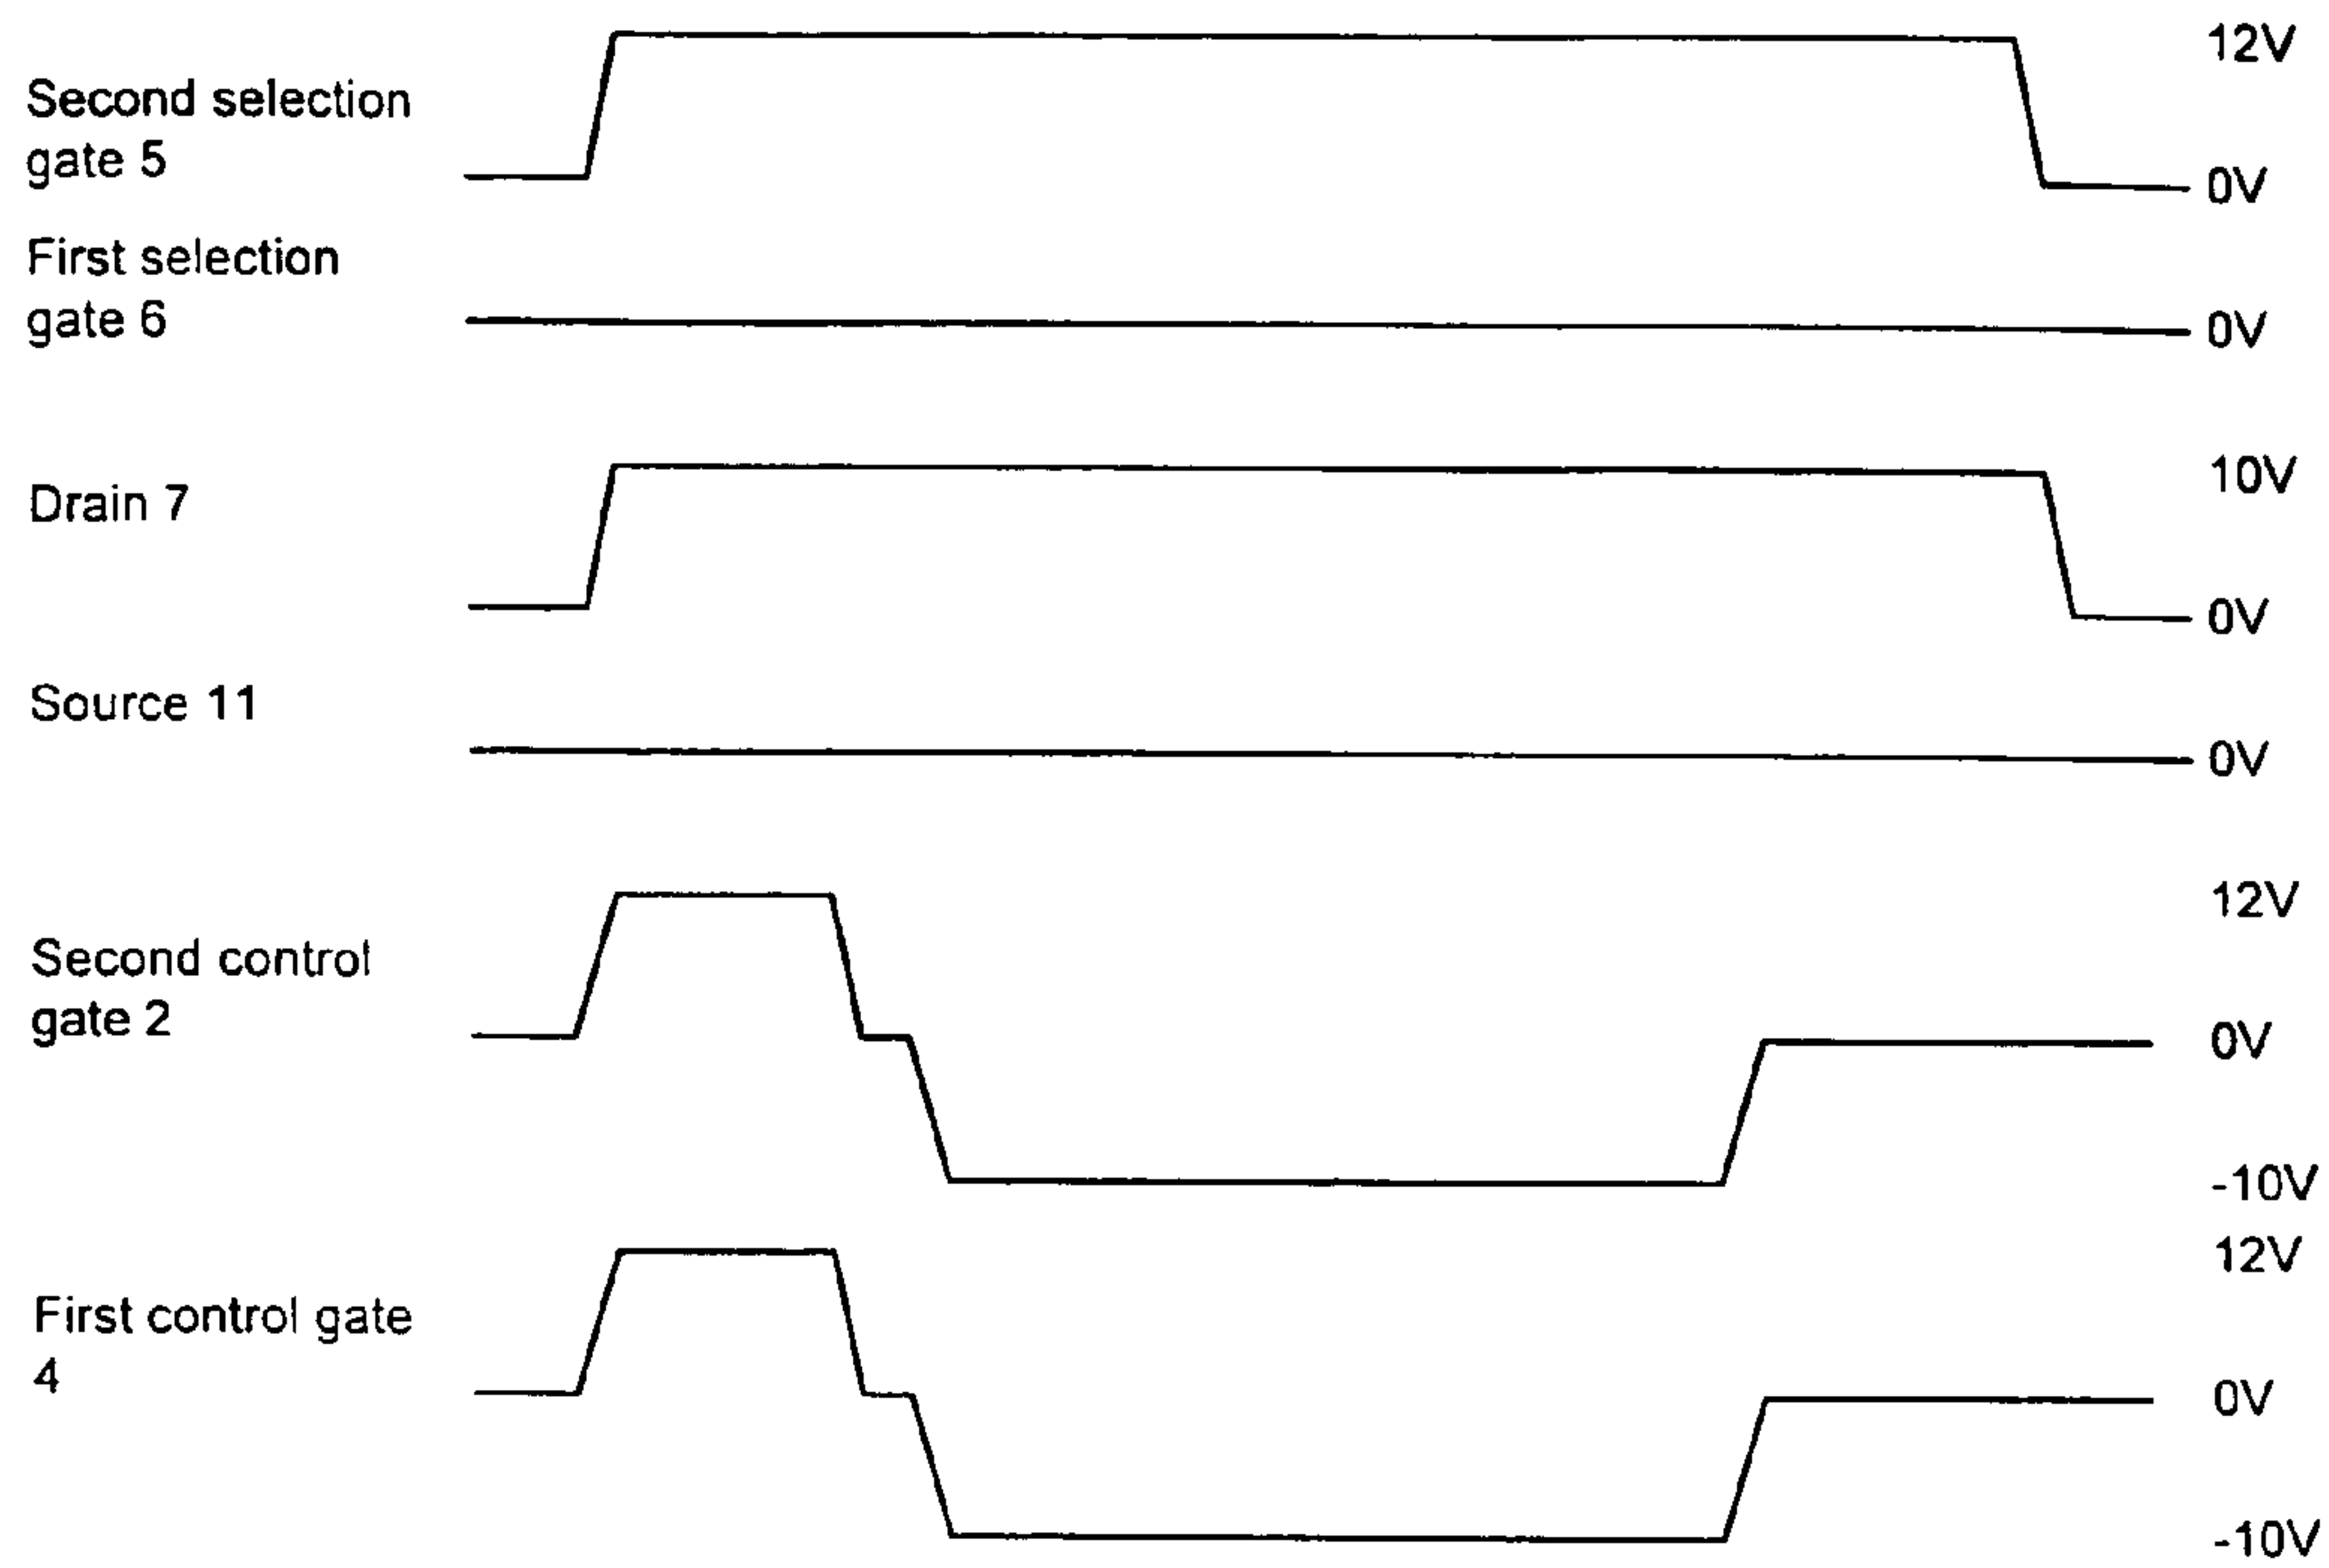 12V
Second selection
gate 5
0V
First selection
gate 6
0V
10V
Drain 7
0V
Source 11
0V
12V
Second control
gate 2
0V
-10V
12V
First control gate
4
0V
-10V